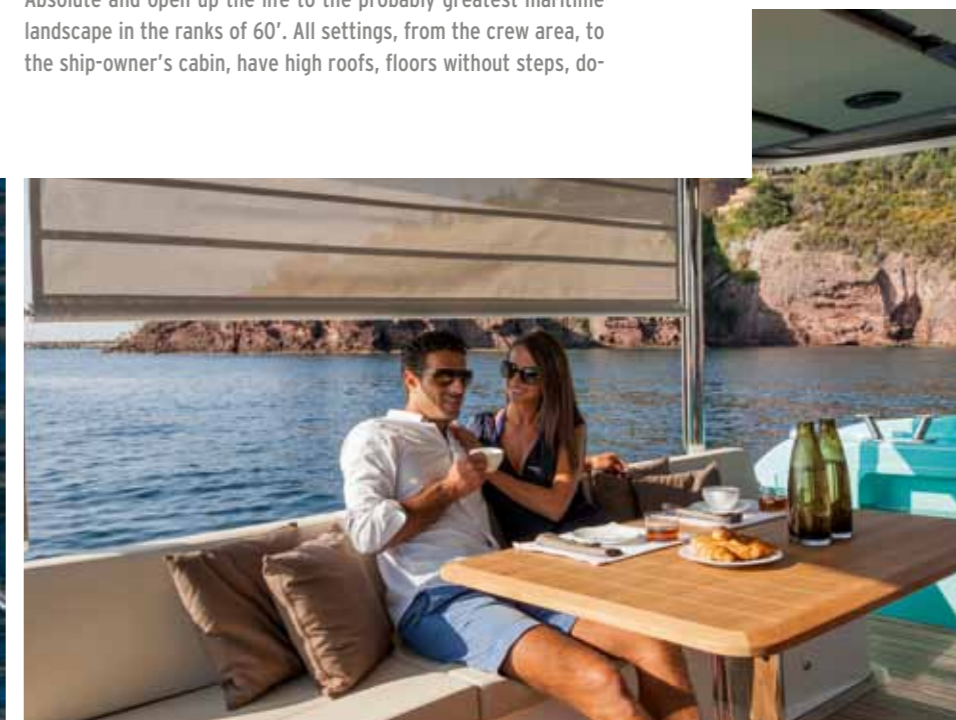 Absolute and open up the life to the probably greatest maritime
landscape in the ranks of 60′. All settings, from the crew area, to
the ship-owner's cabin, have high roofs, floors without steps, do-